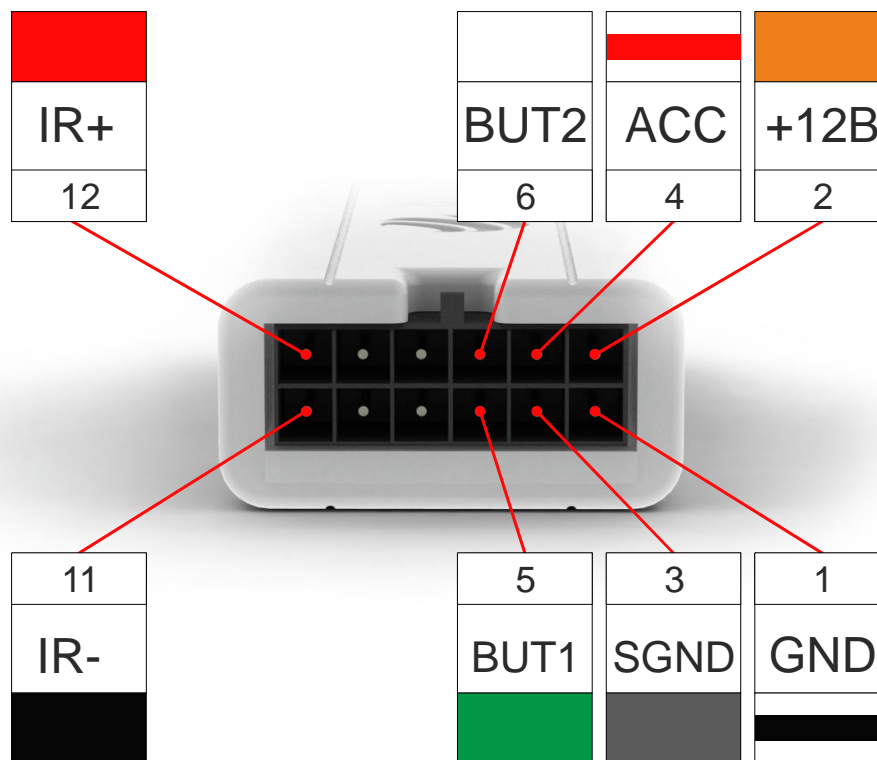 IR+
12
BUT2
6
ACC
4
+12B
2
11
IR-
5
BUT1
3
SGND
1
GND